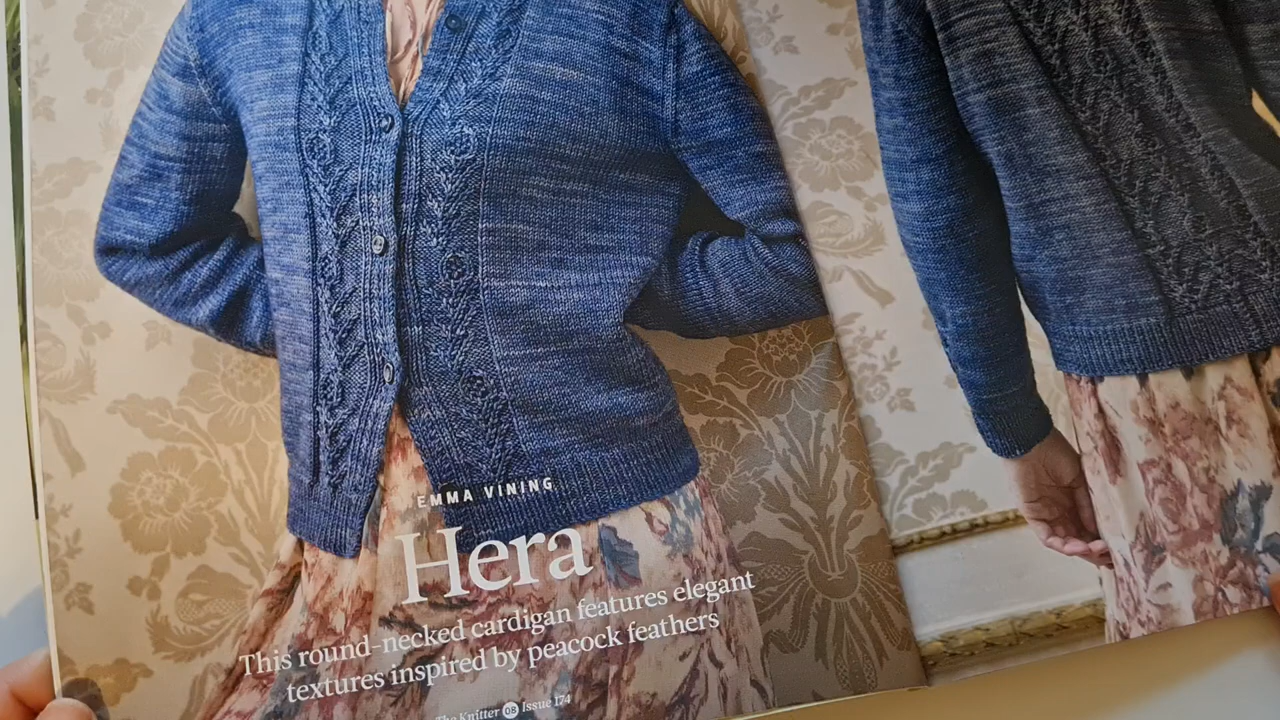 EMMA VINING
Hera
This round-necked cardigan features elegant
textures inspired by peacock feathers
The Knitter 08 Issue 174